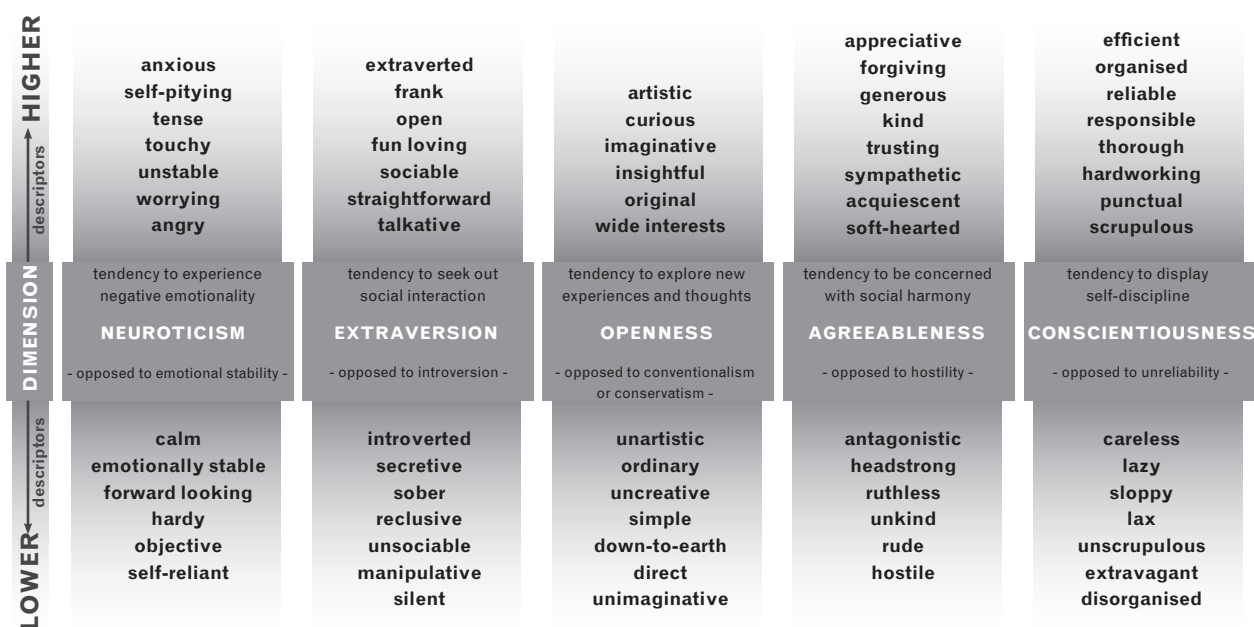 HIGHER
descriptors
DIMENSION
descriptors
LOWER
anxious
self-pitying
tense
touchy
unstable
worrying
angry
tendency to experience
negative emotionality
NEUROTICISM
- opposed to emotional stability -
calm
emotionally stable
forward looking
hardy
objective
self-reliant
extraverted
frank
open
fun loving
sociable
straightforward
talkative
tendency to seek out
social interaction
EXTRAVERSION
- opposed to introversion -
introverted
secretive
sober
reclusive
unsociable
manipulative
silent
artistic
curious
imaginative
insightful
original
wide interests
tendency to explore new
experiences and thoughts
OPENNESS
- opposed to conventionalism
or conservatism -
unartistic
ordinary
uncreative
simple
down-to-earth
direct
unimaginative
appreciative
forgiving
generous
kind
trusting
sympathetic
acquiescent
soft-hearted
tendency to be concerned
with social harmony
AGREEABLENESS
- opposed to hostility -
antagonistic
headstrong
ruthless
unkind
rude
hostile
efficient
organised
reliable
responsible
thorough
hardworking
punctual
scrupulous
tendency to display
self-discipline
CONSCIENTIOUSNESS
- opposed to unreliability -
careless
lazy
sloppy
lax
unscrupulous
extravagant
disorganised